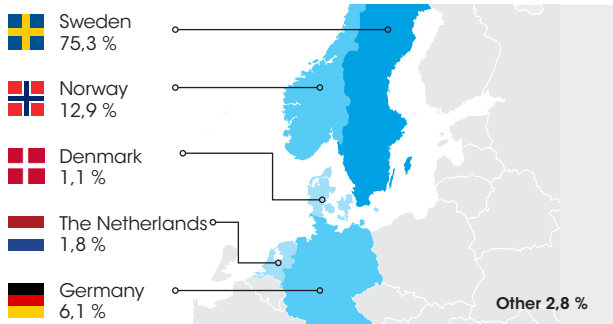 Sweden
75,3 %
Norway
12,9 %
Denmark
1,1 %
The Netherlands
1,8 %
Germany
6,1 %
Other 2,8 %